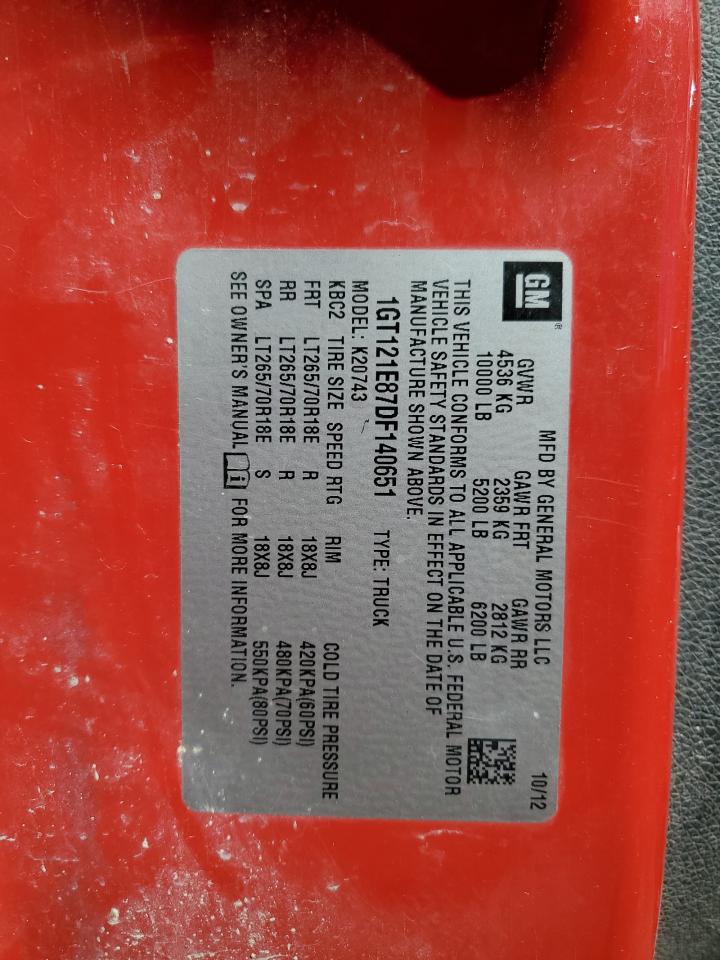 GM®
MFD BY GENERAL MOTORS LLC 10/12
GVWR GAWR FRT GAWR RR
4536 KG 2359 KG 2812 KG
10000 LB 5200 LB 6200 LB
THIS VEHICLE CONFORMS TO ALL APPLICABLE U.S. FEDERAL MOTOR
VEHICLE SAFETY STANDARDS IN EFFECT ON THE DATE OF
MANUFACTURE SHOWN ABOVE.
1GT121E87DF140651 TYPE: TRUCK
MODEL: K20743
KBC2 TIRE SIZE SPEED RTG RIM COLD TIRE PRESSURE
FRT LT265/70R18E R 18X8J 420KPA(60PSI)
RR LT265/70R18E R 18X8J 480KPA(70PSI)
SPA LT265/70R18E S 18X8J 550KPA(80PSI)
SEE OWNER'S MANUAL i FOR MORE INFORMATION.